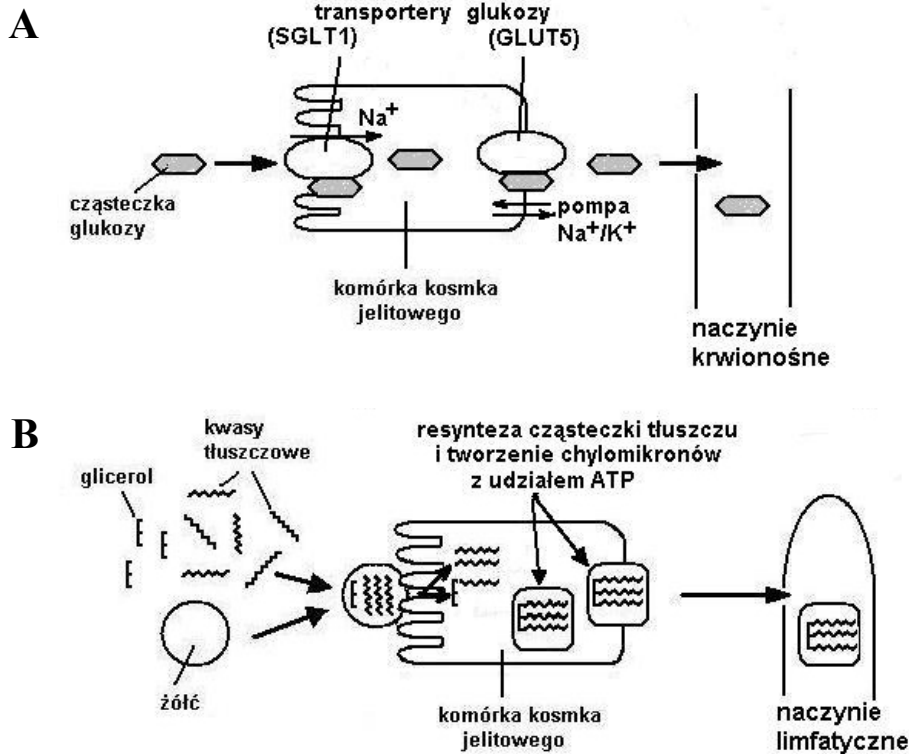 A
transportery glukozy
(SGLT1) (GLUT5)
Na+
cząsteczka
glukozy
pompa
Na+/K+
komórka kosmka
jelitowego
naczynie
krwionośne
B
kwasy
tłuszczowe
glicerol
resynteza cząsteczki tłuszczu
i tworzenie chylomikronów
z udziałem ATP
żółć
komórka kosmka
jelitowego
naczynie
limfatyczne